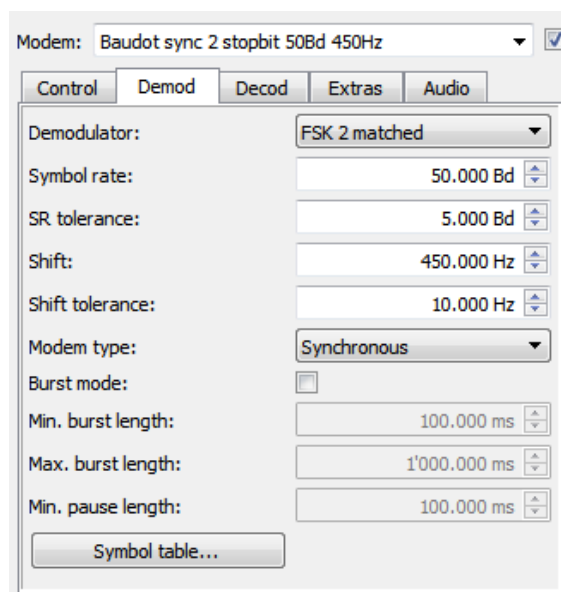 Modem: Baudot sync 2 stopbit 50Bd 450Hz
Control Demod Decod Extras Audio
Demodulator: FSK 2 matched
Symbol rate: 50.000 Bd
SR tolerance: 5.000 Bd
Shift: 450.000 Hz
Shift tolerance: 10.000 Hz
Modem type: Synchronous
Burst mode:
Min. burst length: 100.000 ms
Max. burst length: 1'000.000 ms
Min. pause length: 100.000 ms
Symbol table...